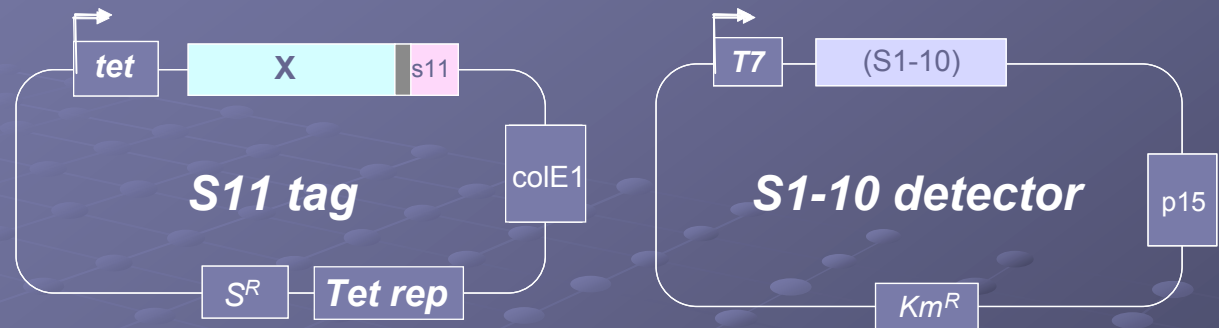 tet X s11
colE1
S11 tag
S^R Tet rep
T7 (S1-10)
p15
S1-10 detector
Km^R